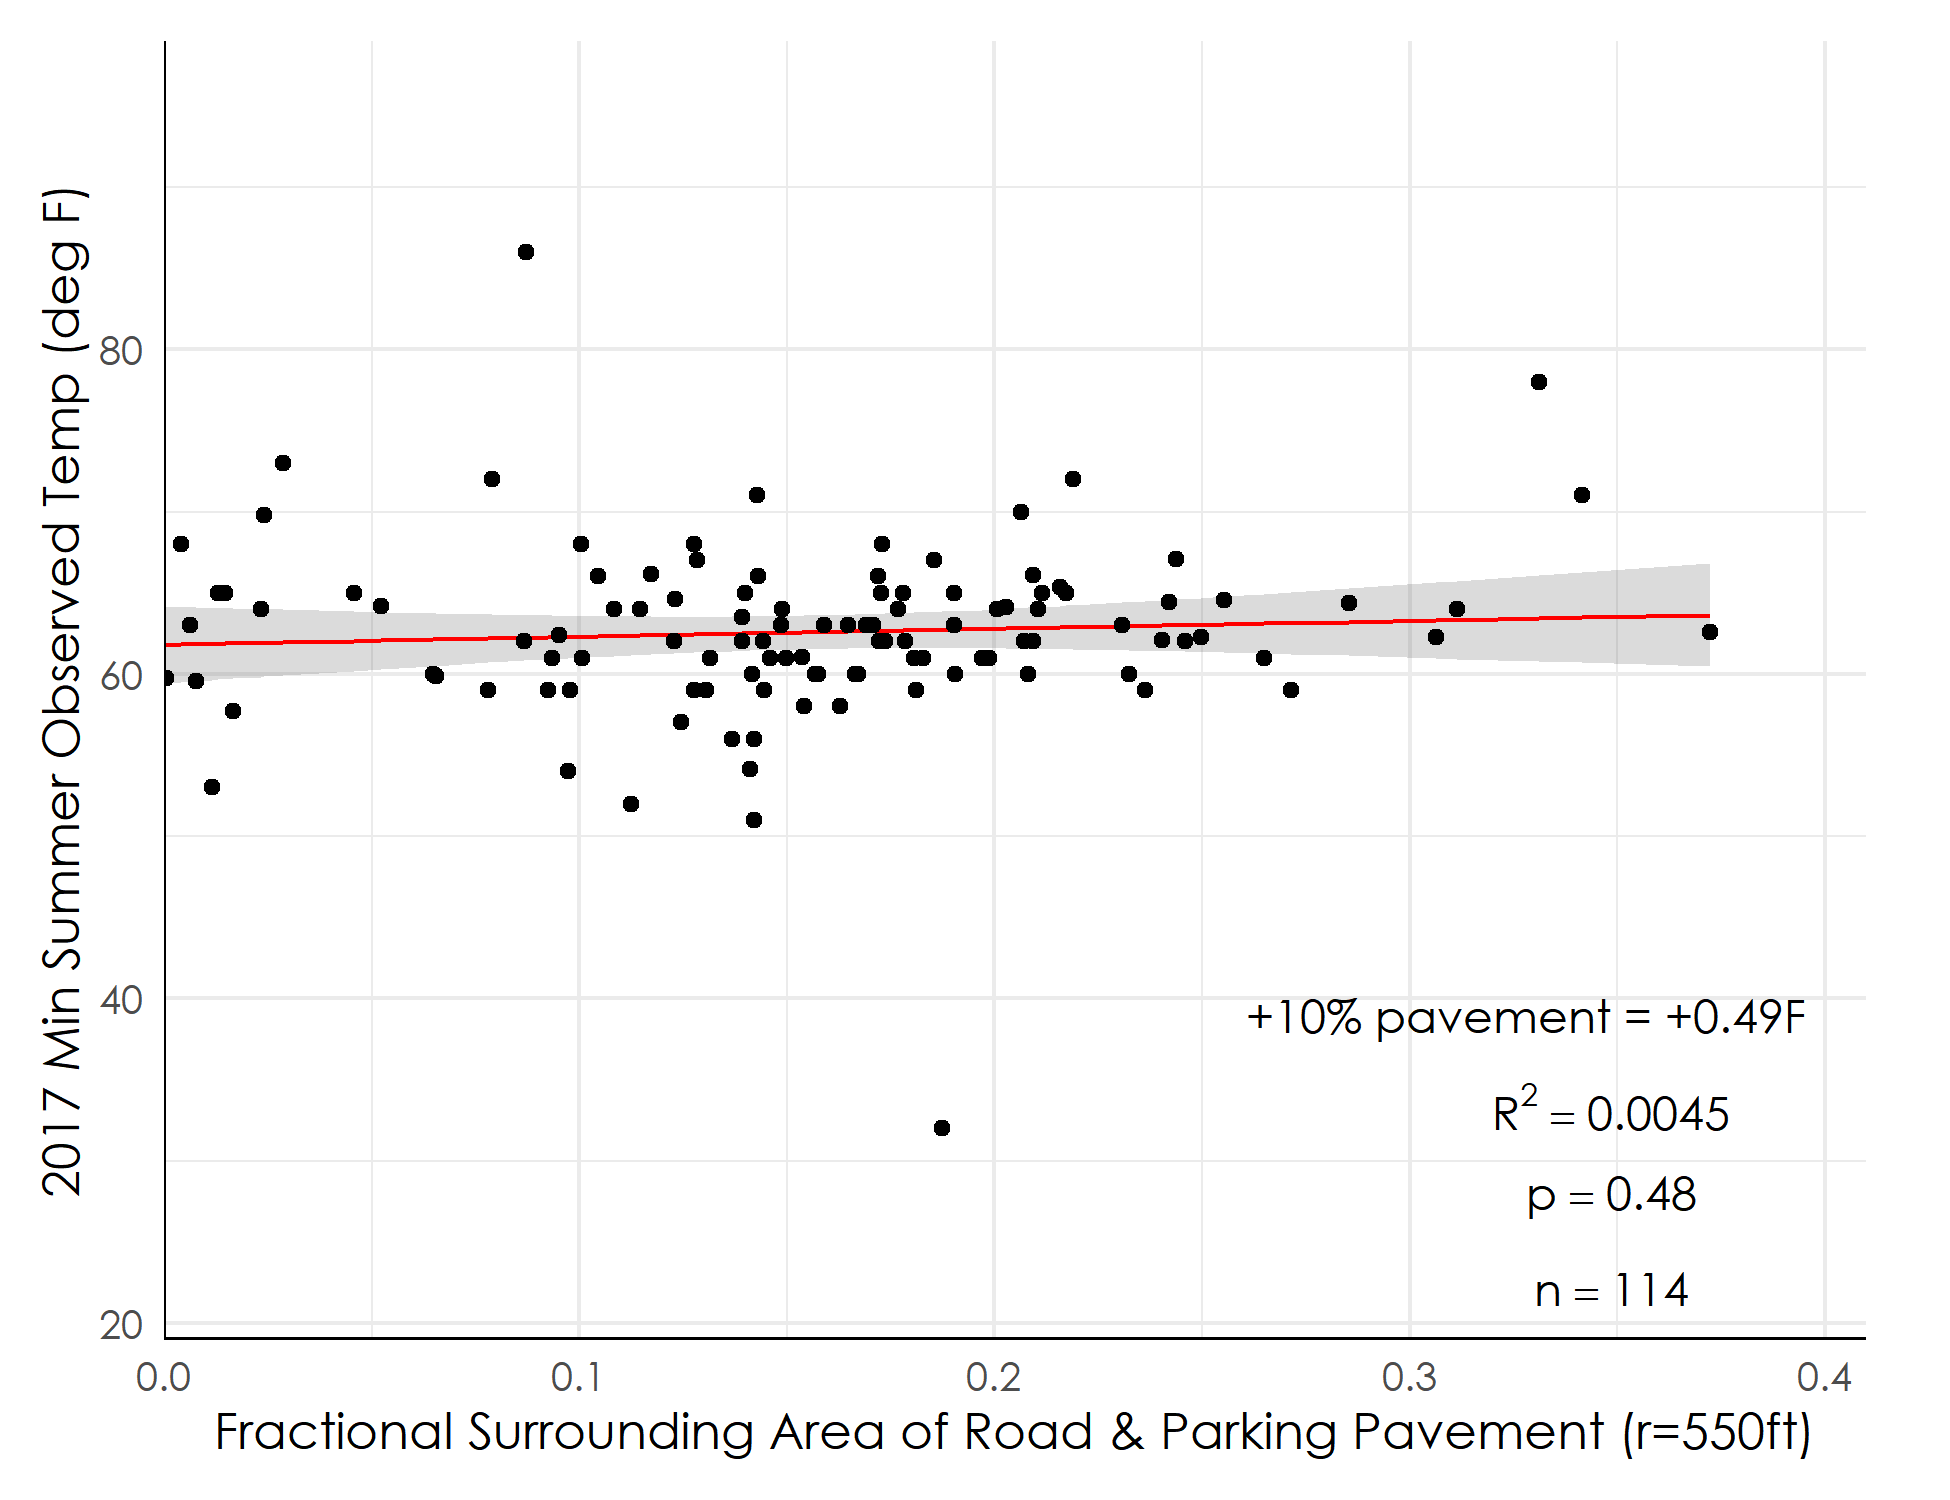 2017 Min Summer Observed Temp (deg F)
80
60
40
20
+10% pavement = +0.49F
R² = 0.0045
p = 0.48
n = 114
0.0 0.1 0.2 0.3 0.4
Fractional Surrounding Area of Road & Parking Pavement (r=550ft)